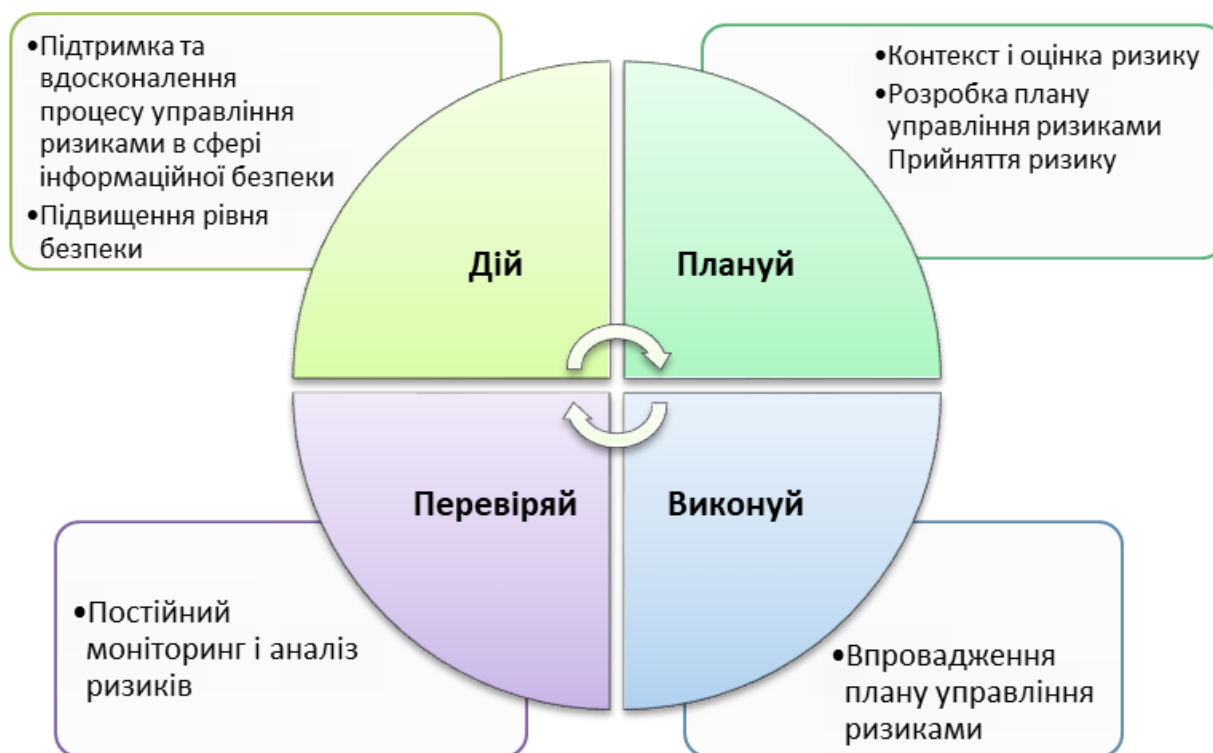 •Підтримка та
вдосконалення
процесу управління
ризиками в сфері
інформаційної безпеки
•Підвищення рівня
безпеки
•Контекст і оцінка ризику
•Розробка плану
управління ризиками
Прийняття ризику
Дій
Плануй
Перевіряй
Виконуй
•Постійний
моніторинг і аналіз
ризиків
•Впровадження
плану управління
ризиками